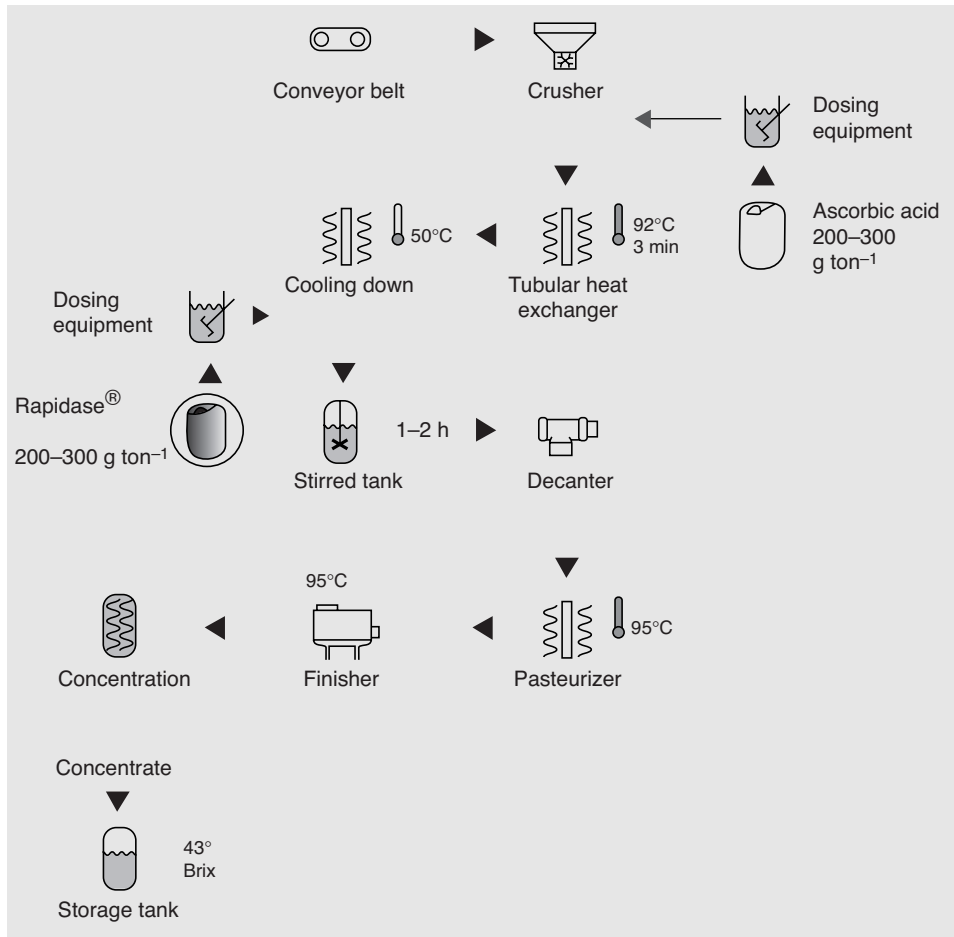 Conveyor belt
Crusher
Dosing
equipment
Ascorbic acid
200–300
g ton⁻¹
50°C
92°C
3 min
Cooling down
Tubular heat
exchanger
Dosing
equipment
Rapidase®
200–300 g ton⁻¹
1–2 h
Stirred tank
Decanter
95°C
95°C
Concentration
Finisher
Pasteurizer
Concentrate
43°
Brix
Storage tank